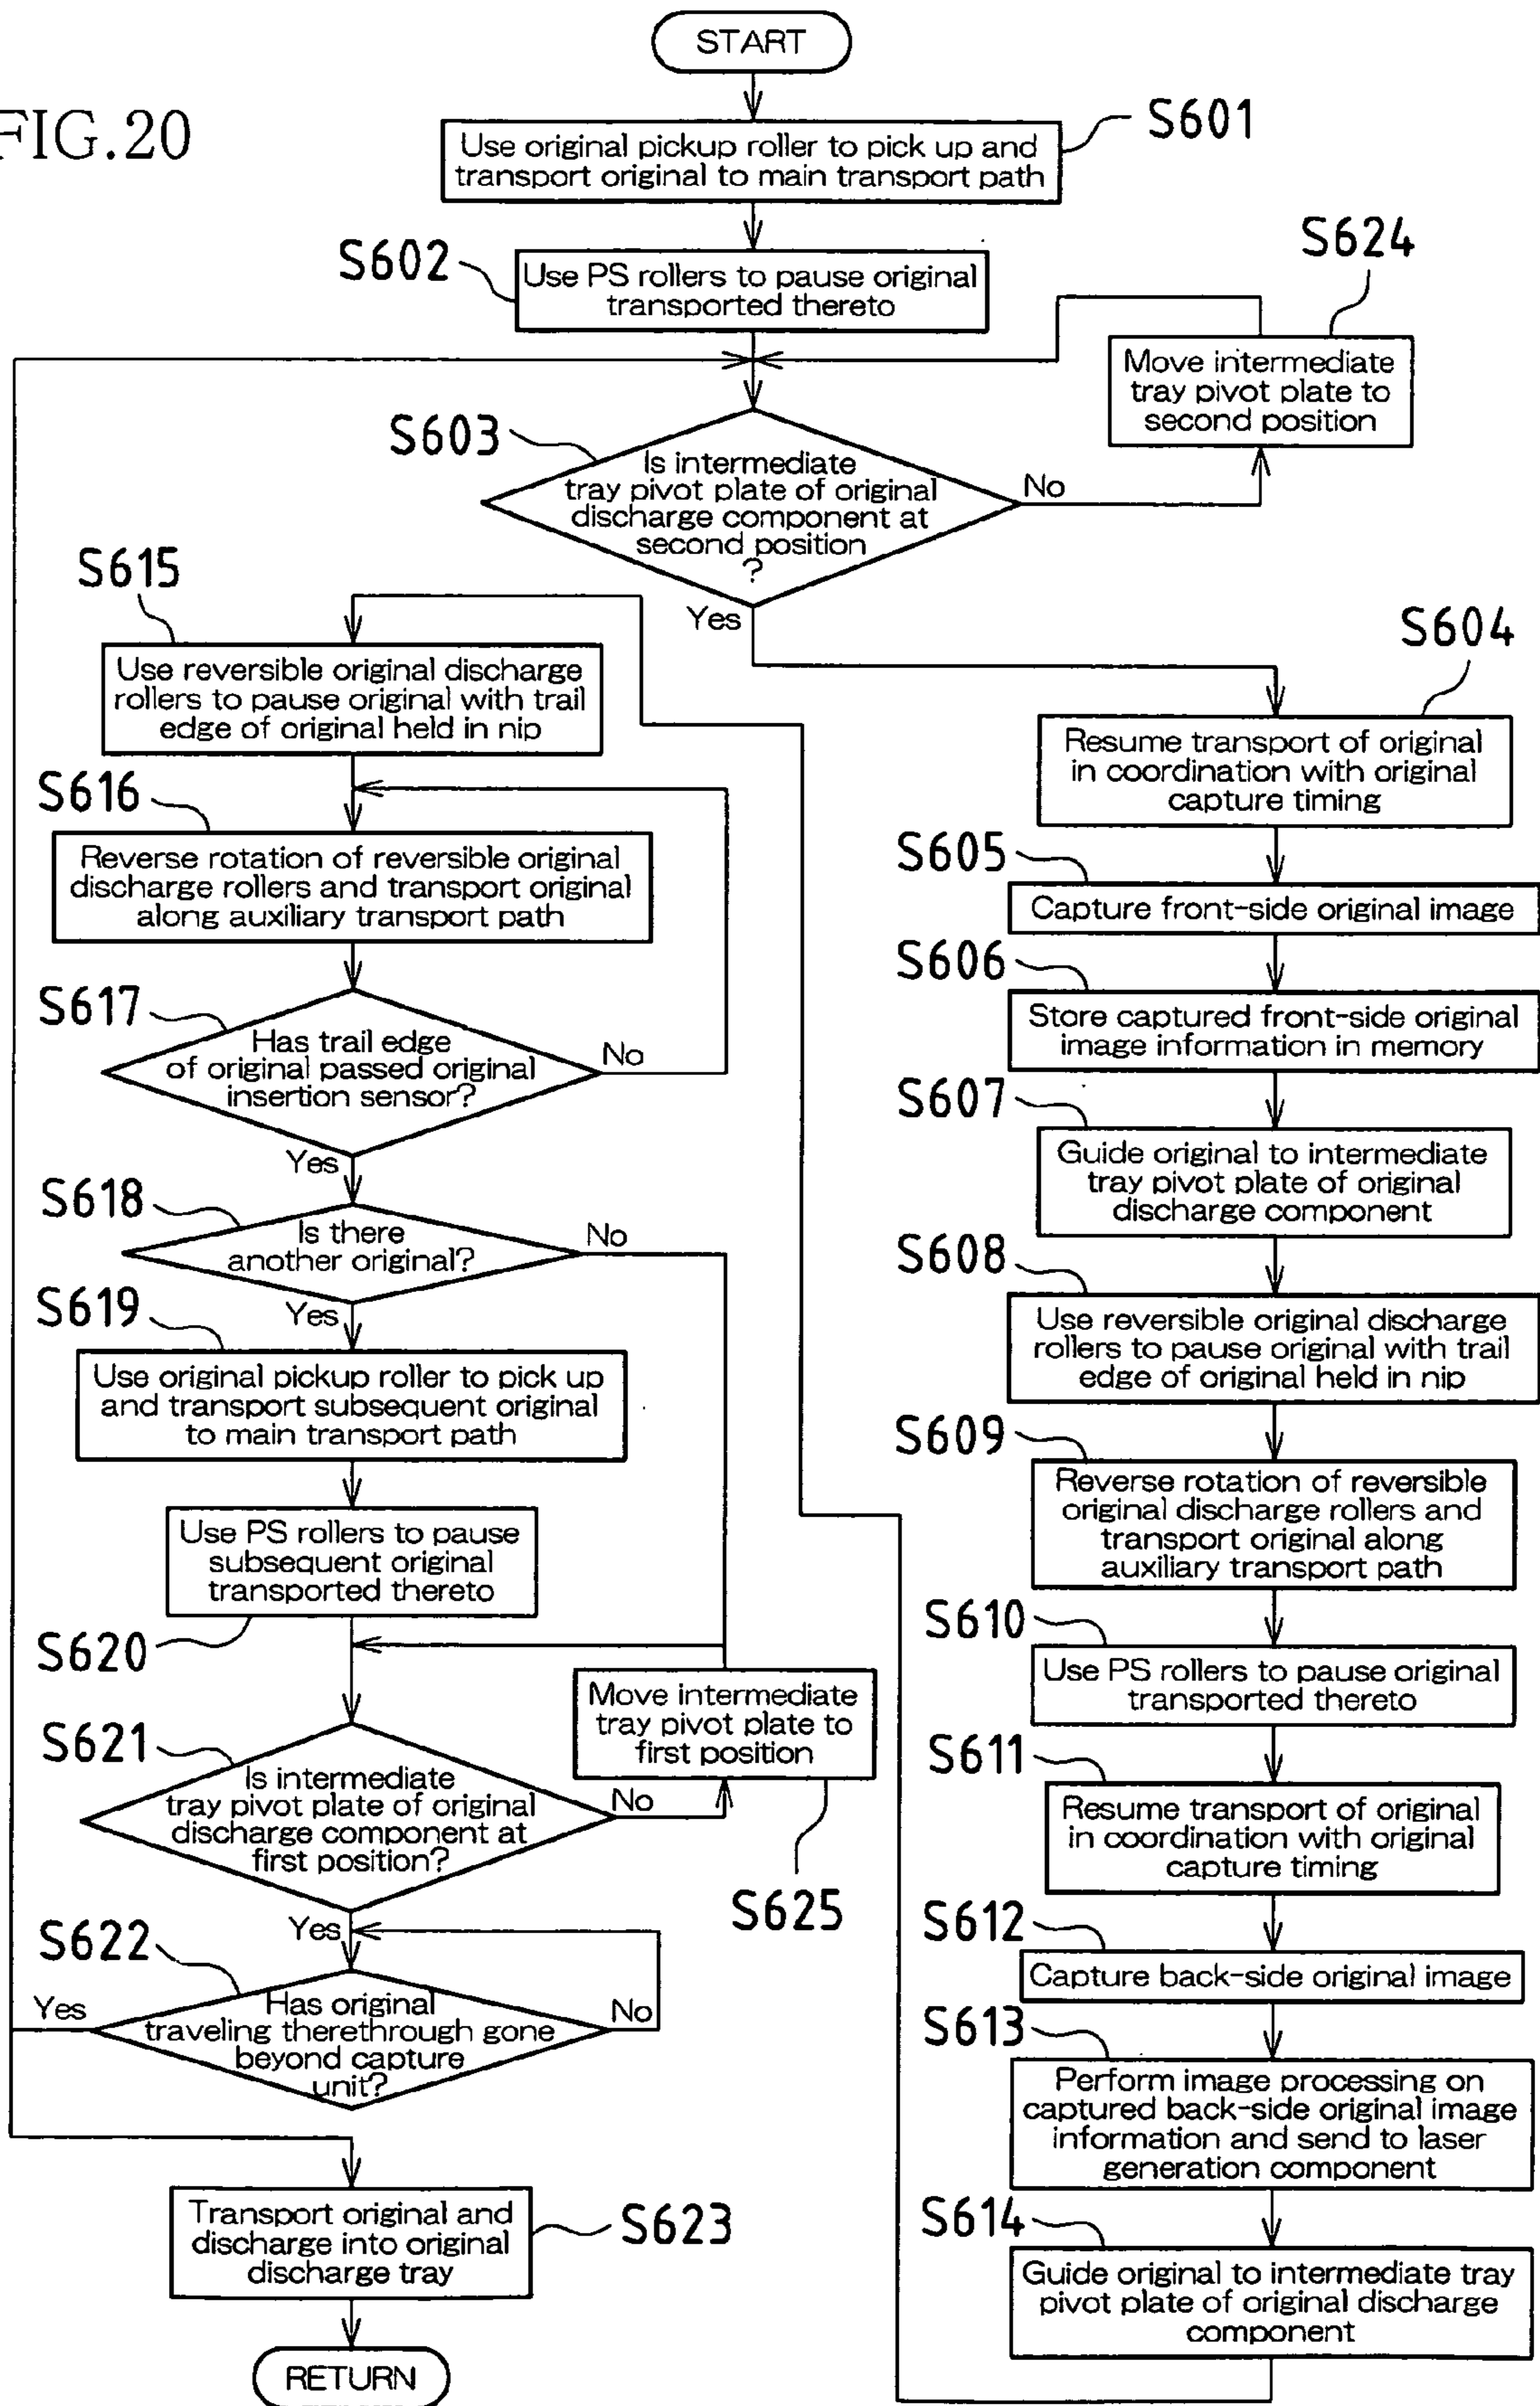 FIG.20
START
S601
Use original pickup roller to pick up and
transport original to main transport path
S602
Use PS rollers to pause original
transported thereto
S624
Move intermediate
tray pivot plate to
second position
S603
Is intermediate
tray pivot plate of original
discharge component at
second position
?
No
Yes
S604
Resume transport of original
in coordination with original
capture timing
S605
Capture front-side original image
S606
Store captured front-side original
image information in memory
S607
Guide original to intermediate
tray pivot plate of original
discharge component
S608
Use reversible original discharge
rollers to pause original with trail
edge of original held in nip
S609
Reverse rotation of reversible
original discharge rollers and
transport original along
auxiliary transport path
S610
Use PS rollers to pause original
transported thereto
S611
Resume transport of original
in coordination with original
capture timing
S612
Capture back-side original image
S613
Perform image processing on
captured back-side original image
information and send to laser
generation component
S614
Guide original to intermediate tray
pivot plate of original discharge
component
S615
Use reversible original discharge
rollers to pause original with trail
edge of original held in nip
S616
Reverse rotation of reversible original
discharge rollers and transport original
along auxiliary transport path
S617
Has trail edge
of original passed original
insertion sensor?
No
Yes
S618
Is there
another original?
No
Yes
S619
Use original pickup roller to pick up
and transport subsequent original
to main transport path
Use PS rollers to pause
subsequent original
transported thereto
S620
Move intermediate
tray pivot plate to
first position
S625
S621
Is intermediate
tray pivot plate of original
discharge component at
first position?
No
Yes
S622
Has original
traveling therethrough gone
beyond capture
unit?
No
Yes
Transport original and
discharge into original
discharge tray
S623
RETURN